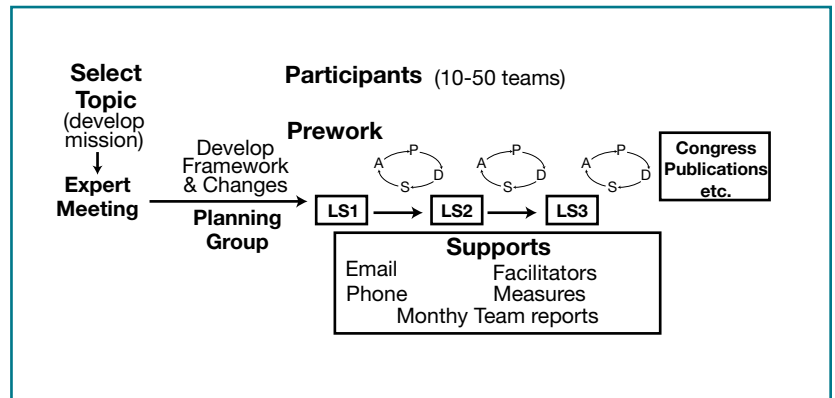 Select
Topic
(develop
mission)
Expert
Meeting
Participants (10-50 teams)
Prework
Develop
Framework
& Changes
Planning
Group
P
A
D
S
P
A
D
S
P
A
D
S
LS1
LS2
LS3
Congress
Publications
etc.
Supports
Email Facilitators
Phone Measures
Monthy Team reports